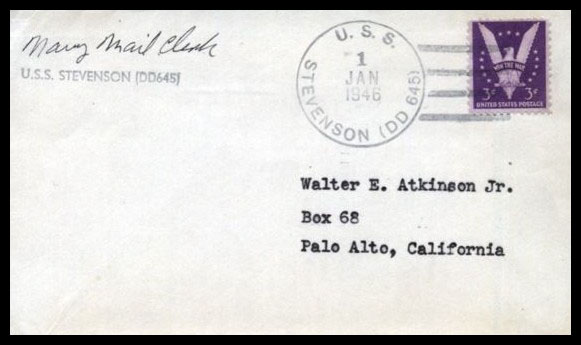 Navy Mail Clerk
U.S.S. STEVENSON (DD645)
U. S. S.
1
JAN
1946
STEVENSON (DD 645)
WIN THE WAR
3¢ 3¢
UNITED STATES POSTAGE
Walter E. Atkinson Jr.
Box 68
Palo Alto, California